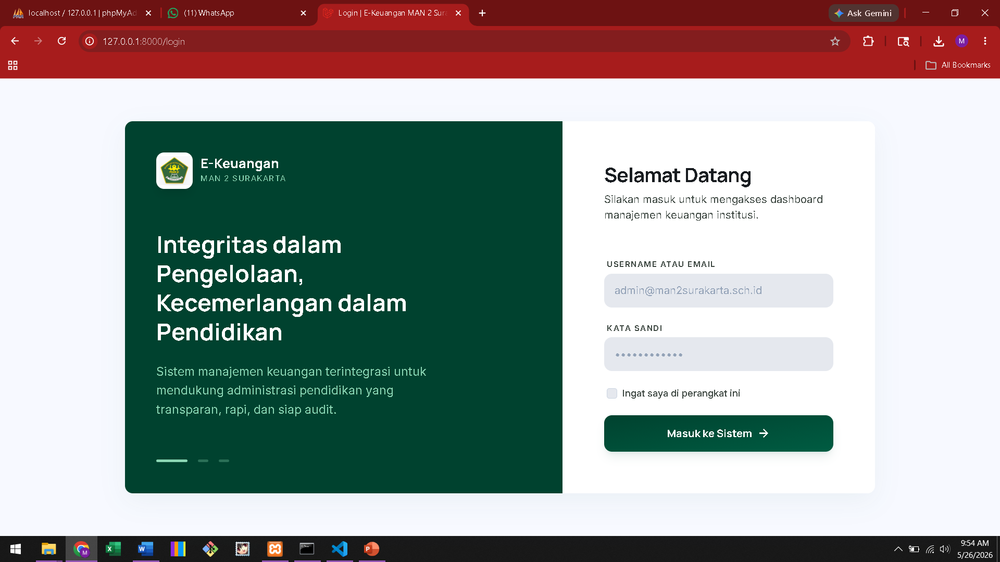 localhost / 127.0.0.1 | phpMyAd
(11) WhatsApp
Login | E-Keuangan MAN 2 Sura
Ask Gemini
127.0.0.1:8000/login
M
All Bookmarks
E-Keuangan
MAN 2 SURAKARTA
MAN 2
Integritas dalam
Pengelolaan,
Kecemerlangan dalam
Pendidikan
Sistem manajemen keuangan terintegrasi untuk
mendukung administrasi pendidikan yang
transparan, rapi, dan siap audit.
Selamat Datang
Silakan masuk untuk mengakses dashboard
manajemen keuangan institusi.
USERNAME ATAU EMAIL
admin@man2surakarta.sch.id
KATA SANDI
••••••••••••
Ingat saya di perangkat ini
Masuk ke Sistem →
9:54 AM
5/26/2026